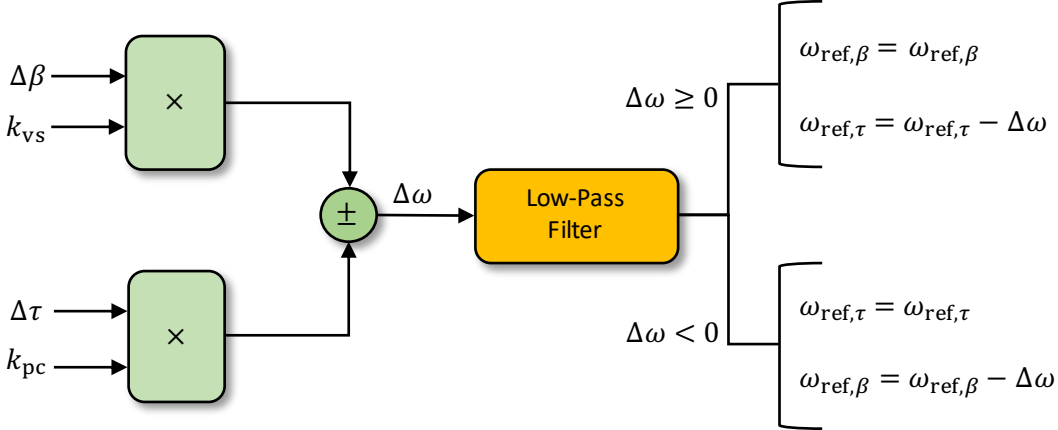 Δβ
k_vs
×
Δτ
k_pc
×
±
Δω
Low-Pass
Filter
Δω ≥ 0
ω_ref,β = ω_ref,β
ω_ref,τ = ω_ref,τ − Δω
Δω < 0
ω_ref,τ = ω_ref,τ
ω_ref,β = ω_ref,β − Δω